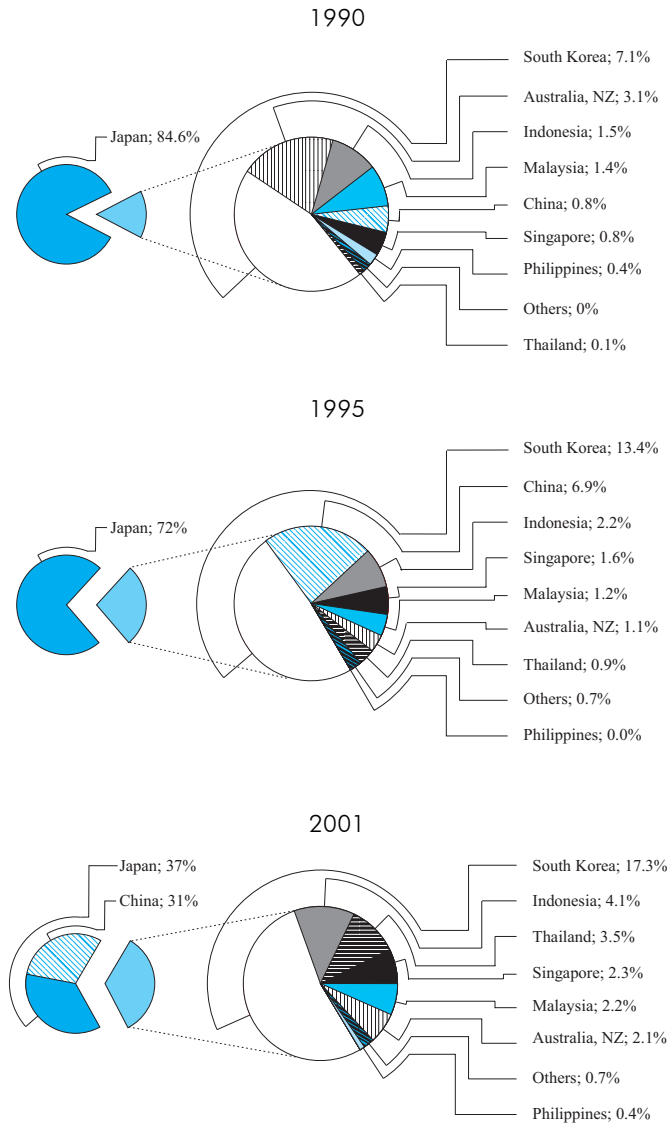 1990
South Korea; 7.1%
Australia, NZ; 3.1%
Japan; 84.6%
Indonesia; 1.5%
Malaysia; 1.4%
China; 0.8%
Singapore; 0.8%
Philippines; 0.4%
Others; 0%
Thailand; 0.1%
1995
South Korea; 13.4%
China; 6.9%
Japan; 72%
Indonesia; 2.2%
Singapore; 1.6%
Malaysia; 1.2%
Australia, NZ; 1.1%
Thailand; 0.9%
Others; 0.7%
Philippines; 0.0%
2001
Japan; 37%
China; 31%
South Korea; 17.3%
Indonesia; 4.1%
Thailand; 3.5%
Singapore; 2.3%
Malaysia; 2.2%
Australia, NZ; 2.1%
Others; 0.7%
Philippines; 0.4%